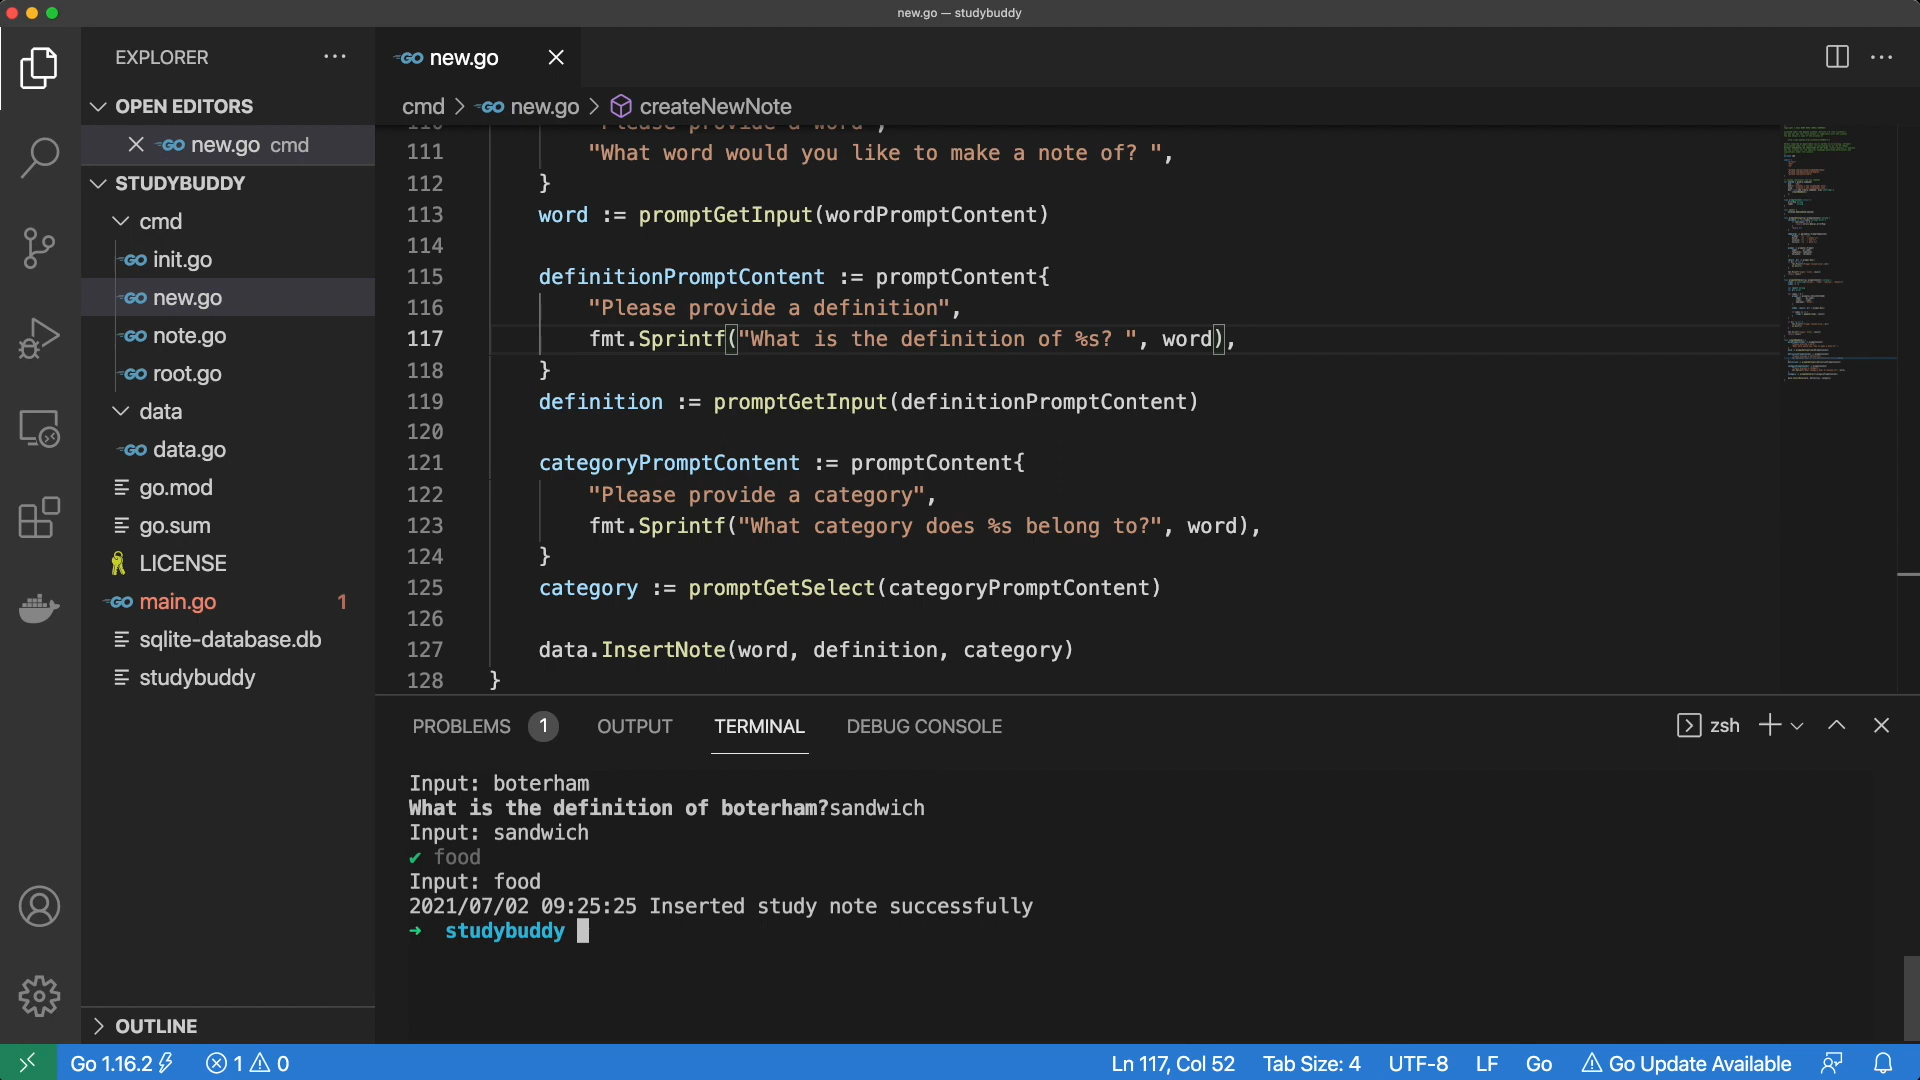 new.go — studybuddy
EXPLORER
OPEN EDITORS
new.go cmd
STUDYBUDDY
cmd
init.go
new.go
note.go
root.go
data
data.go
go.mod
go.sum
LICENSE
main.go 1
sqlite-database.db
studybuddy
OUTLINE
new.go
cmd > new.go > createNewNote
110 "Please provide a word",
111 "What word would you like to make a note of? ",
112 }
113 word := promptGetInput(wordPromptContent)
114
115 definitionPromptContent := promptContent{
116 "Please provide a definition",
117 fmt.Sprintf("What is the definition of %s? ", word),
118 }
119 definition := promptGetInput(definitionPromptContent)
120
121 categoryPromptContent := promptContent{
122 "Please provide a category",
123 fmt.Sprintf("What category does %s belong to?", word),
124 }
125 category := promptGetSelect(categoryPromptContent)
126
127 data.InsertNote(word, definition, category)
128 }
PROBLEMS 1 OUTPUT TERMINAL DEBUG CONSOLE zsh
Input: boterham
What is the definition of boterham?sandwich
Input: sandwich
✔ food
Input: food
2021/07/02 09:25:25 Inserted study note successfully
➜ studybuddy
Go 1.16.2 1 0 Ln 117, Col 52 Tab Size: 4 UTF-8 LF Go Go Update Available